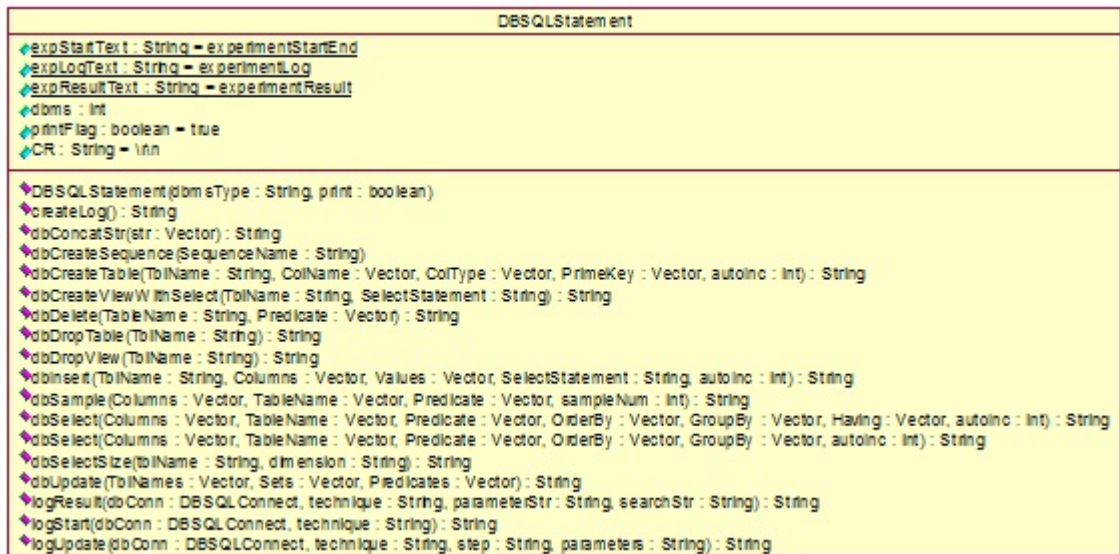 DBSQLStatement
expStartText : String = experimentStartEnd
expLogText : String = experimentLog
expResultText : String = experimentResult
dbms : int
printFlag : boolean = true
CR : String = \r\n
DBSQLStatement(dbmsType : String, print : boolean)
createLog() : String
dbConcatStr(str : Vector) : String
dbCreateSequence(SequenceName : String)
dbCreateTable(TblName : String, ColName : Vector, ColType : Vector, PrimeKey : Vector, autoInc : int) : String
dbCreateViewWithSelect(TblName : String, SelectStatement : String) : String
dbDelete(TableName : String, Predicate : Vector) : String
dbDropTable(TblName : String) : String
dbDropView(TblName : String) : String
dbInsert(TblName : String, Columns : Vector, Values : Vector, SelectStatement : String, autoInc : int) : String
dbSample(Columns : Vector, TableName : Vector, Predicate : Vector, sampleNum : int) : String
dbSelect(Columns : Vector, TableName : Vector, Predicate : Vector, OrderBy : Vector, GroupBy : Vector, Having : Vector, autoInc : int) : String
dbSelect(Columns : Vector, TableName : Vector, Predicate : Vector, OrderBy : Vector, GroupBy : Vector, autoInc : int) : String
dbSelectSize(tblName : String, dimension : String) : String
dbUpdate(TblNames : Vector, Sets : Vector, Predicates : Vector) : String
logResult(dbConn : DBSQLConnect, technique : String, parameterStr : String, searchStr : String) : String
logStart(dbConn : DBSQLConnect, technique : String) : String
logUpdate(dbConn : DBSQLConnect, technique : String, step : String, parameters : String) : String